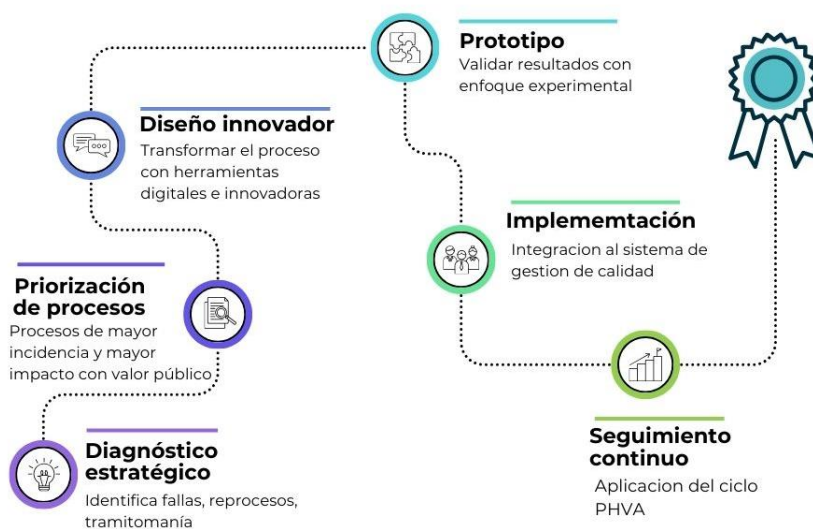 Prototipo
Validar resultados con
enfoque experimental
Diseño innovador
Transformar el proceso
con herramientas
digitales e innovadoras
Implememtación
Integracion al sistema de
gestion de calidad
Priorización
de procesos
Procesos de mayor
incidencia y mayor
impacto con valor público
Seguimiento
continuo
Aplicacion del ciclo
PHVA
Diagnóstico
estratégico
Identifica fallas, reprocesos,
tramitomanía